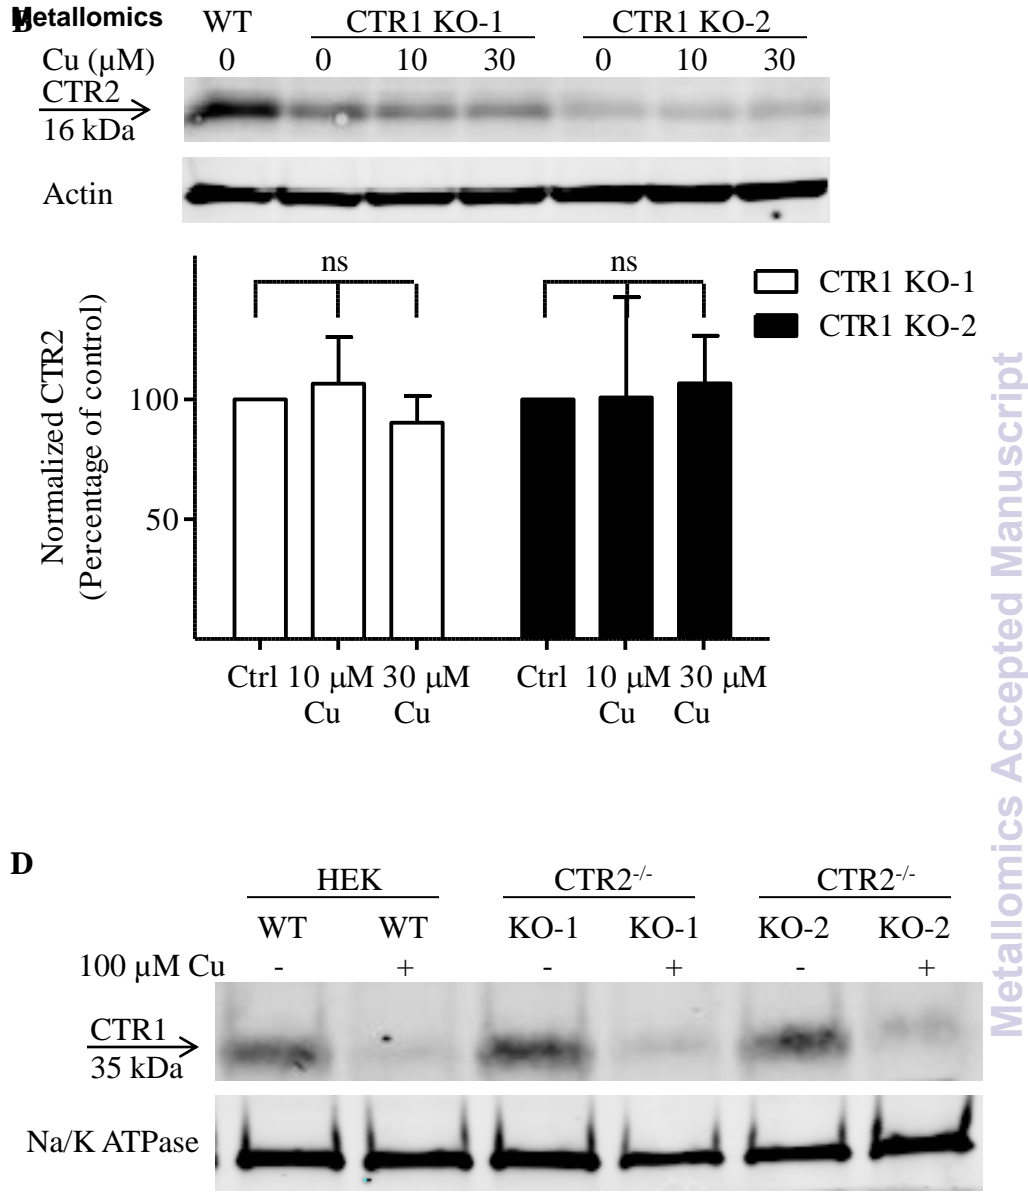 Metallomics
WT CTR1 KO-1 CTR1 KO-2
Cu (µM) 0 0 10 30 0 10 30
CTR2
16 kDa
Actin
Normalized CTR2
(Percentage of control)
100
50
ns
ns
CTR1 KO-1
CTR1 KO-2
Ctrl 10 µM 30 µM Ctrl 10 µM 30 µM
Cu Cu Cu Cu
Metallomics Accepted Manuscript
D
HEK CTR2-/- CTR2-/-
WT WT KO-1 KO-1 KO-2 KO-2
100 µM Cu - + - + - +
CTR1
35 kDa
Na/K ATPase